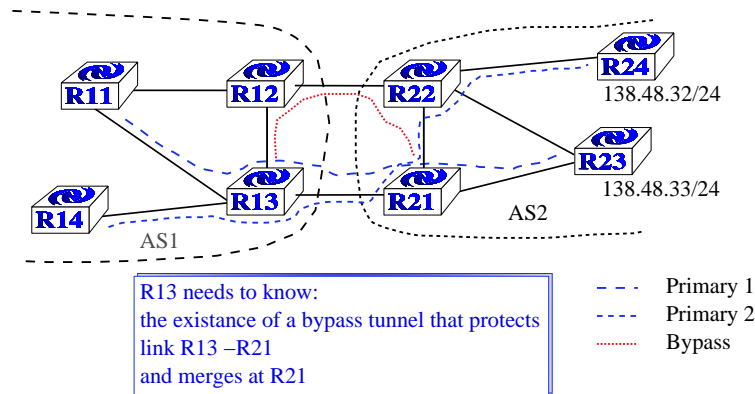 R11
R12
R22
R24
138.48.32/24
R23
138.48.33/24
R13
R21
R14
AS1
AS2
R13 needs to know:
the existance of a bypass tunnel that protects
link R13 –R21
and merges at R21
Primary 1
Primary 2
Bypass